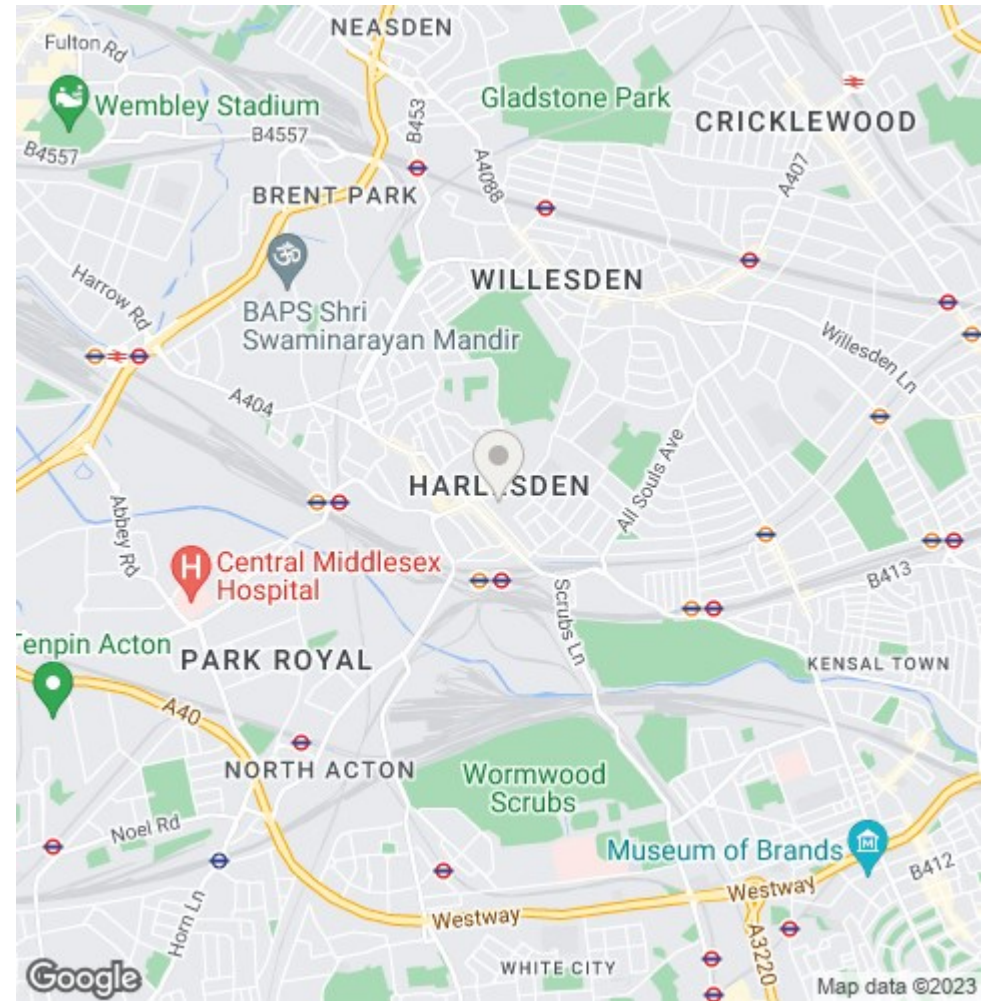 NEASDEN
Fulton Rd
Wembley Stadium
Gladstone Park
CRICKLEWOOD
B4557
B453
B4557
A4088
A407
BRENT PARK
WILLESDEN
Harrow Rd
BAPS Shri
Swaminarayan Mandir
Willesden Ln
A404
HARLESDEN
All Souls Ave
Abbey Rd
Central Middlesex
Hospital
B413
Scrubs Ln
Tenpin Acton
PARK ROYAL
KENSAL TOWN
A40
NORTH ACTON
Wormwood
Scrubs
Noel Rd
Museum of Brands
B412
Westway
Westway
Horn Ln
A3220
WHITE CITY
Google
Map data ©2023